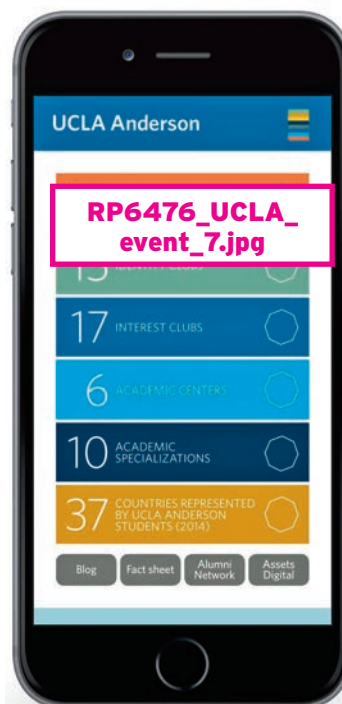 UCLA Anderson
RP6476_UCLA_
event_7.jpg
17 INTEREST CLUBS
6 ACADEMIC CENTERS
10 ACADEMIC
SPECIALIZATIONS
37 COUNTRIES REPRESENTED
BY UCLA ANDERSON
STUDENTS (2014)
Blog
Fact sheet
Alumni
Network
Assets
Digital